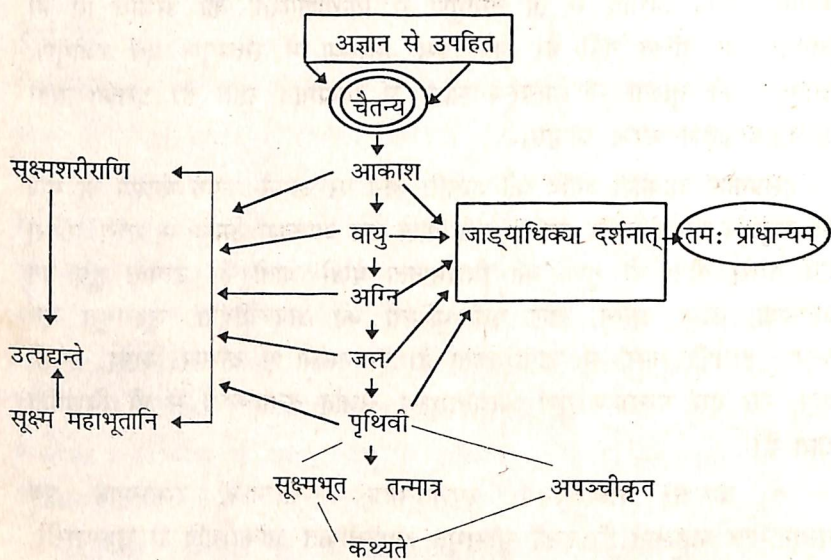 अज्ञान से उपहित
चैतन्य
सूक्ष्मशरीराणि
आकाश
वायु
जाड्याधिक्या दर्शनात्
तम: प्राधान्यम्
अग्नि
उत्पद्यन्ते
जल
सूक्ष्म महाभूतानि
पृथिवी
सूक्ष्मभूत तन्मात्र अपञ्चीकृत
कथ्यते